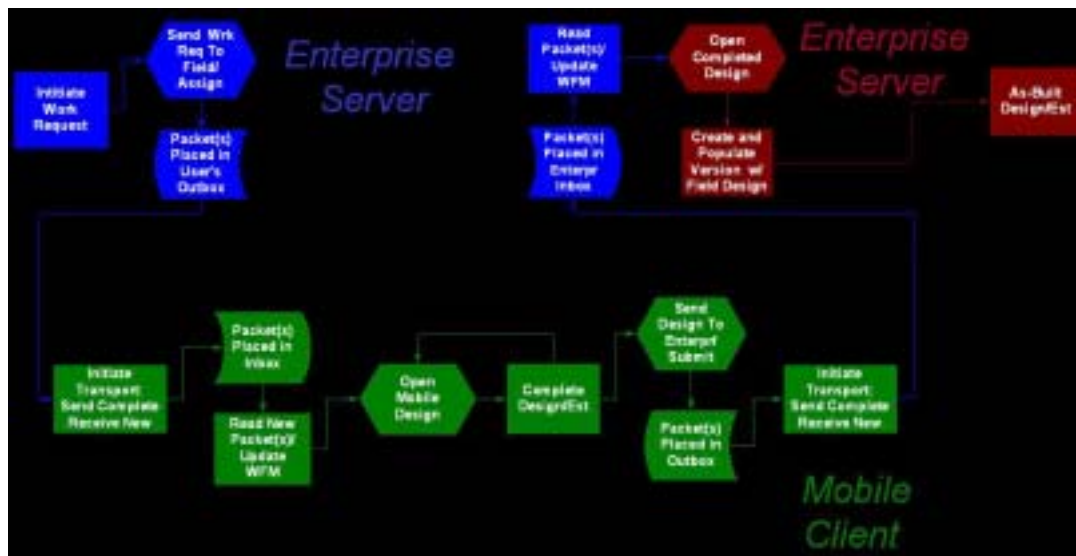 Intitiate
Work
Request
Send Wrk
Req To
Field/
Assign
Enterprise
Server
Packet(s)
Placed in
User's
Outbox
Read
Packet(s)/
Update
WFM
Open
Completed
Design
Enterprise
Server
As-Built
Design/Est
Packet(s)
Placed in
Enterpr
Inbox
Create and
Populate
Version w/
Field Design
Initiate
Transport:
Send Complete
Receive New
Packet(s)
Placed in
Inbox
Read New
Packet(s)/
Update
WFM
Open
Mobile
Design
Complete
Design/Est
Send
Design To
Enterpr/
Submit
Packet(s)
Placed in
Outbox
Initiate
Transport:
Send Complete
Receive New
Mobile
Client